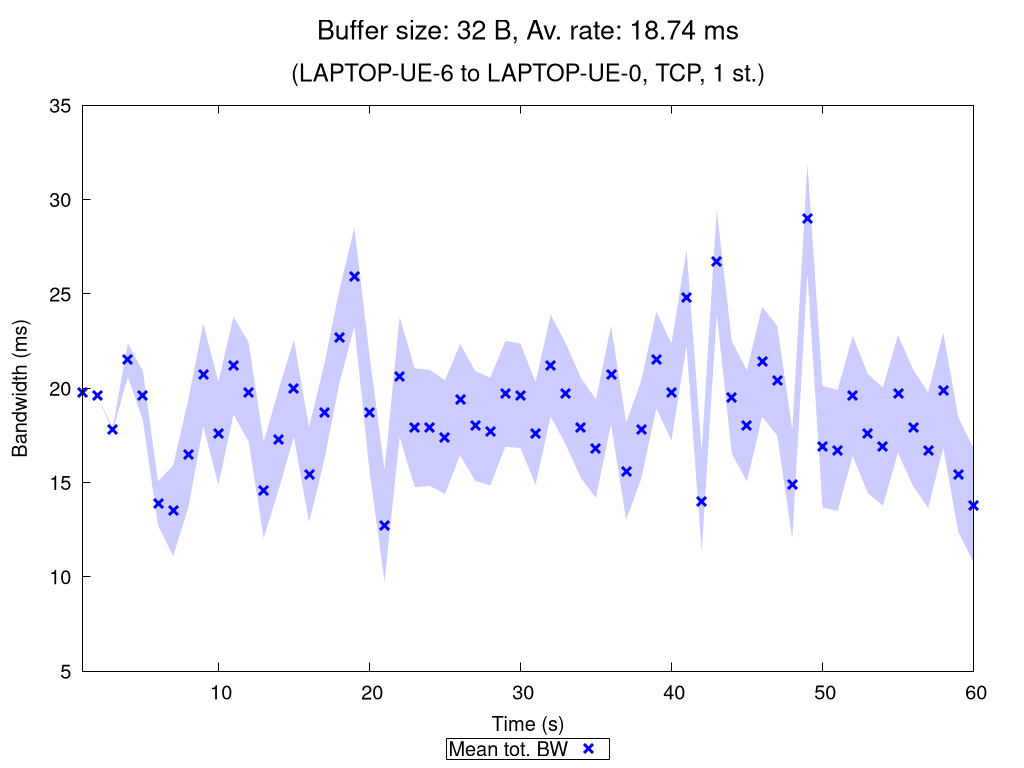 Buffer size: 32 B, Av. rate: 18.74 ms
(LAPTOP-UE-6 to LAPTOP-UE-0, TCP, 1 st.)
35
30
25
20
15
10
5
Bandwidth (ms)
10 20 30 40 50 60
Time (s)
Mean tot. BW